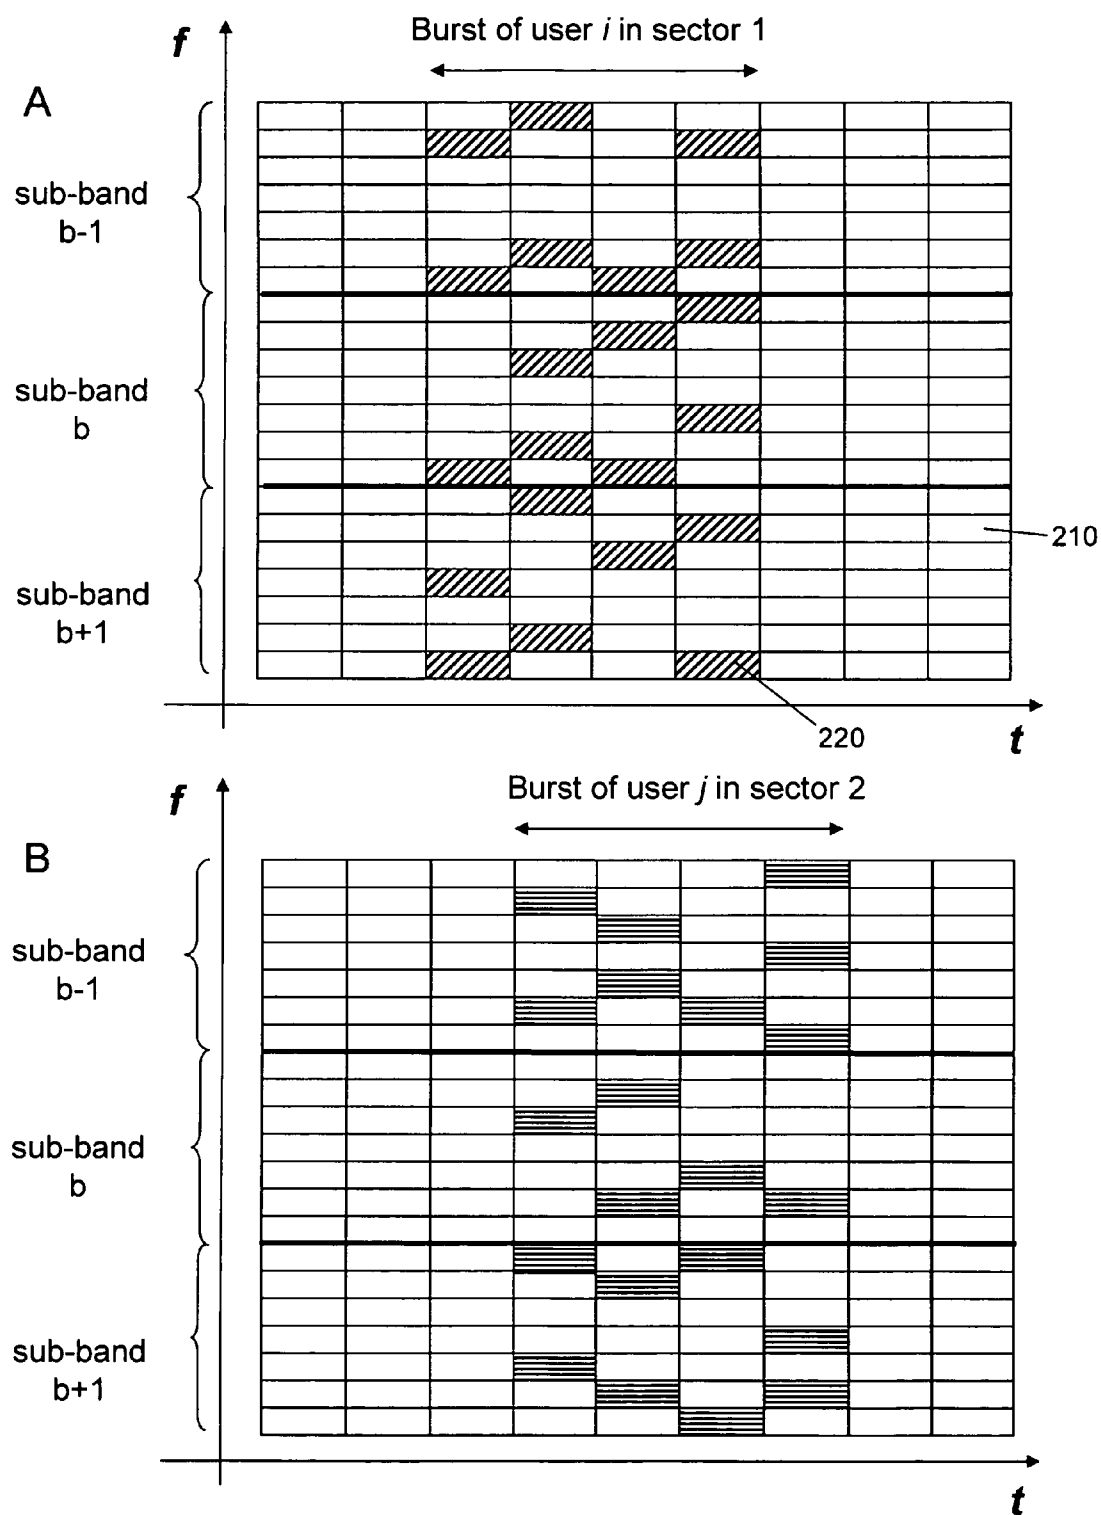 Burst of user i in sector 1
f
A
sub-band
b-1
sub-band
b
210
sub-band
b+1
220
t
Burst of user j in sector 2
f
B
sub-band
b-1
sub-band
b
sub-band
b+1
t